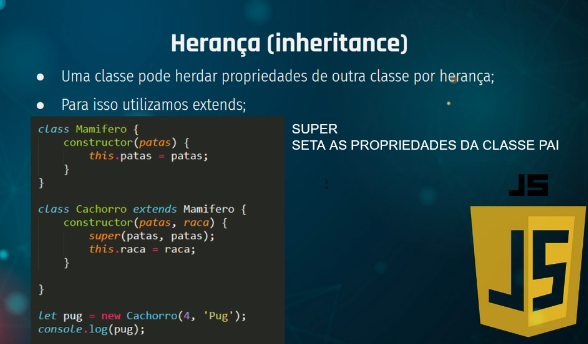 Herança (inheritance)
● Uma classe pode herdar propriedades de outra classe por herança;
● Para isso utilizamos extends;
class Mamifero {
    constructor(patas) {
        this.patas = patas;
    }
}
class Cachorro extends Mamifero {
    constructor(patas, raca) {
        super(patas, patas);
        this.raca = raca;
    }
}
let pug = new Cachorro(4, 'Pug');
console.log(pug);
SUPER
SETA AS PROPRIEDADES DA CLASSE PAI
JS
JS